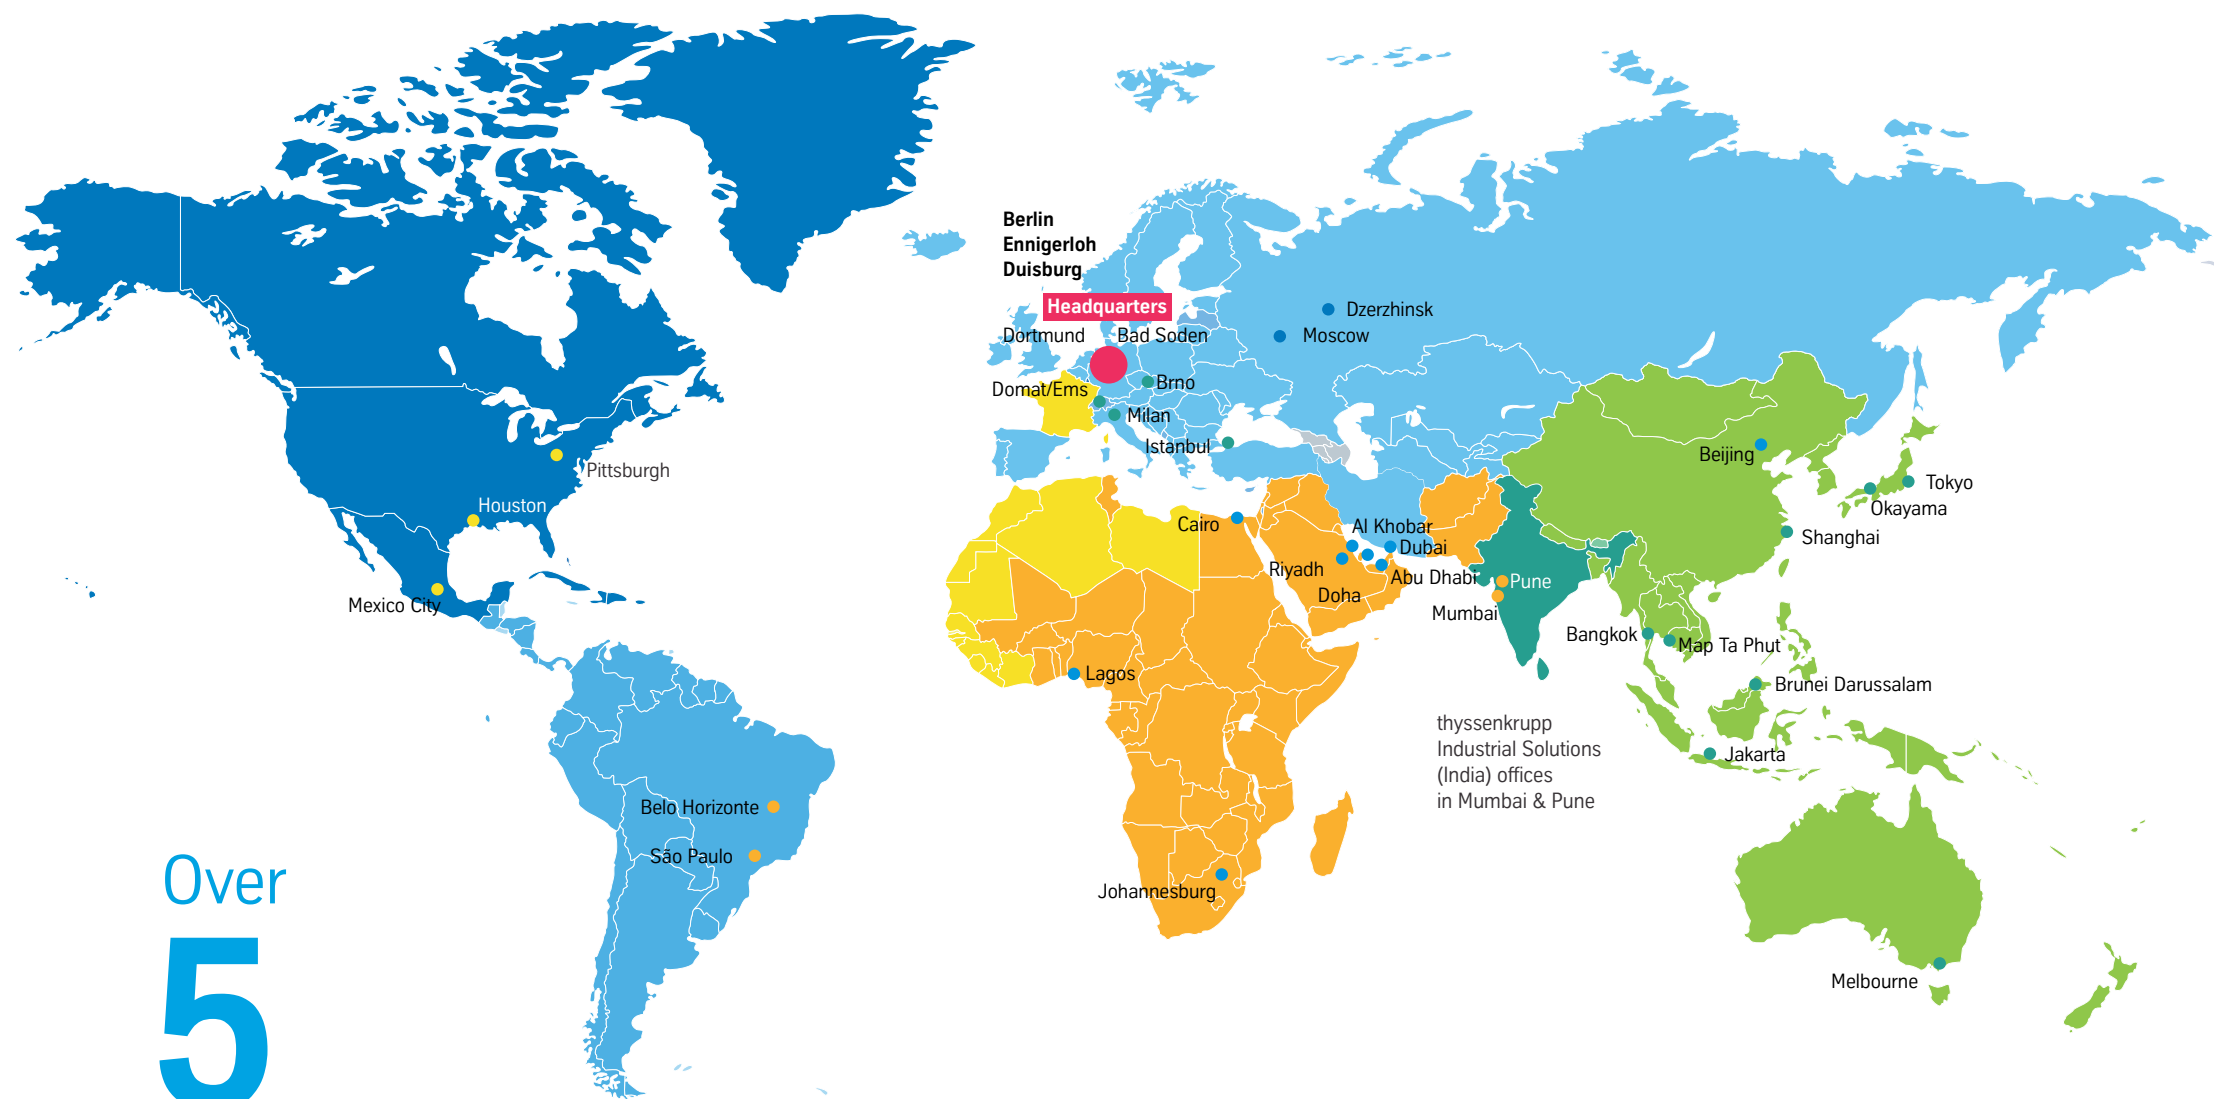 Berlin
Ennigerloh
Duisburg
Headquarters
Dortmund
Bad Soden
Dzerzhinsk
Moscow
Domat/Ems
Brno
Milan
Istanbul
Pittsburgh
Houston
Mexico City
Beijing
Tokyo
Okayama
Shanghai
Cairo
Al Khobar
Dubai
Riyadh
Abu Dhabi
Doha
Pune
Mumbai
Bangkok
Map Ta Phut
Lagos
Brunei Darussalam
thyssenkrupp
Industrial Solutions
(India) offices
in Mumbai & Pune
Jakarta
Belo Horizonte
São Paulo
Johannesburg
Melbourne
Over
5